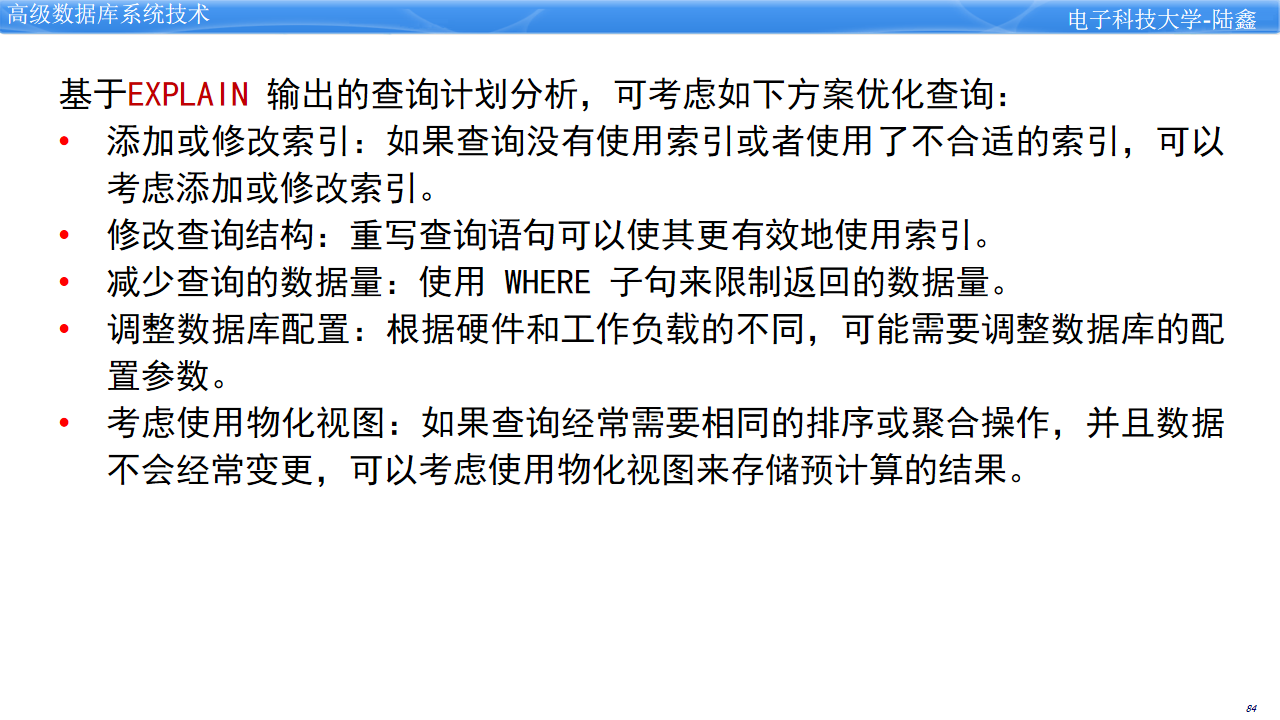 高级数据库系统技术
电子科技大学-陆鑫
基于EXPLAIN 输出的查询计划分析，可考虑如下方案优化查询：
• 添加或修改索引：如果查询没有使用索引或者使用了不合适的索引，可以
考虑添加或修改索引。
• 修改查询结构：重写查询语句可以使其更有效地使用索引。
• 减少查询的数据量：使用 WHERE 子句来限制返回的数据量。
• 调整数据库配置：根据硬件和工作负载的不同，可能需要调整数据库的配
置参数。
• 考虑使用物化视图：如果查询经常需要相同的排序或聚合操作，并且数据
不会经常变更，可以考虑使用物化视图来存储预计算的结果。
84